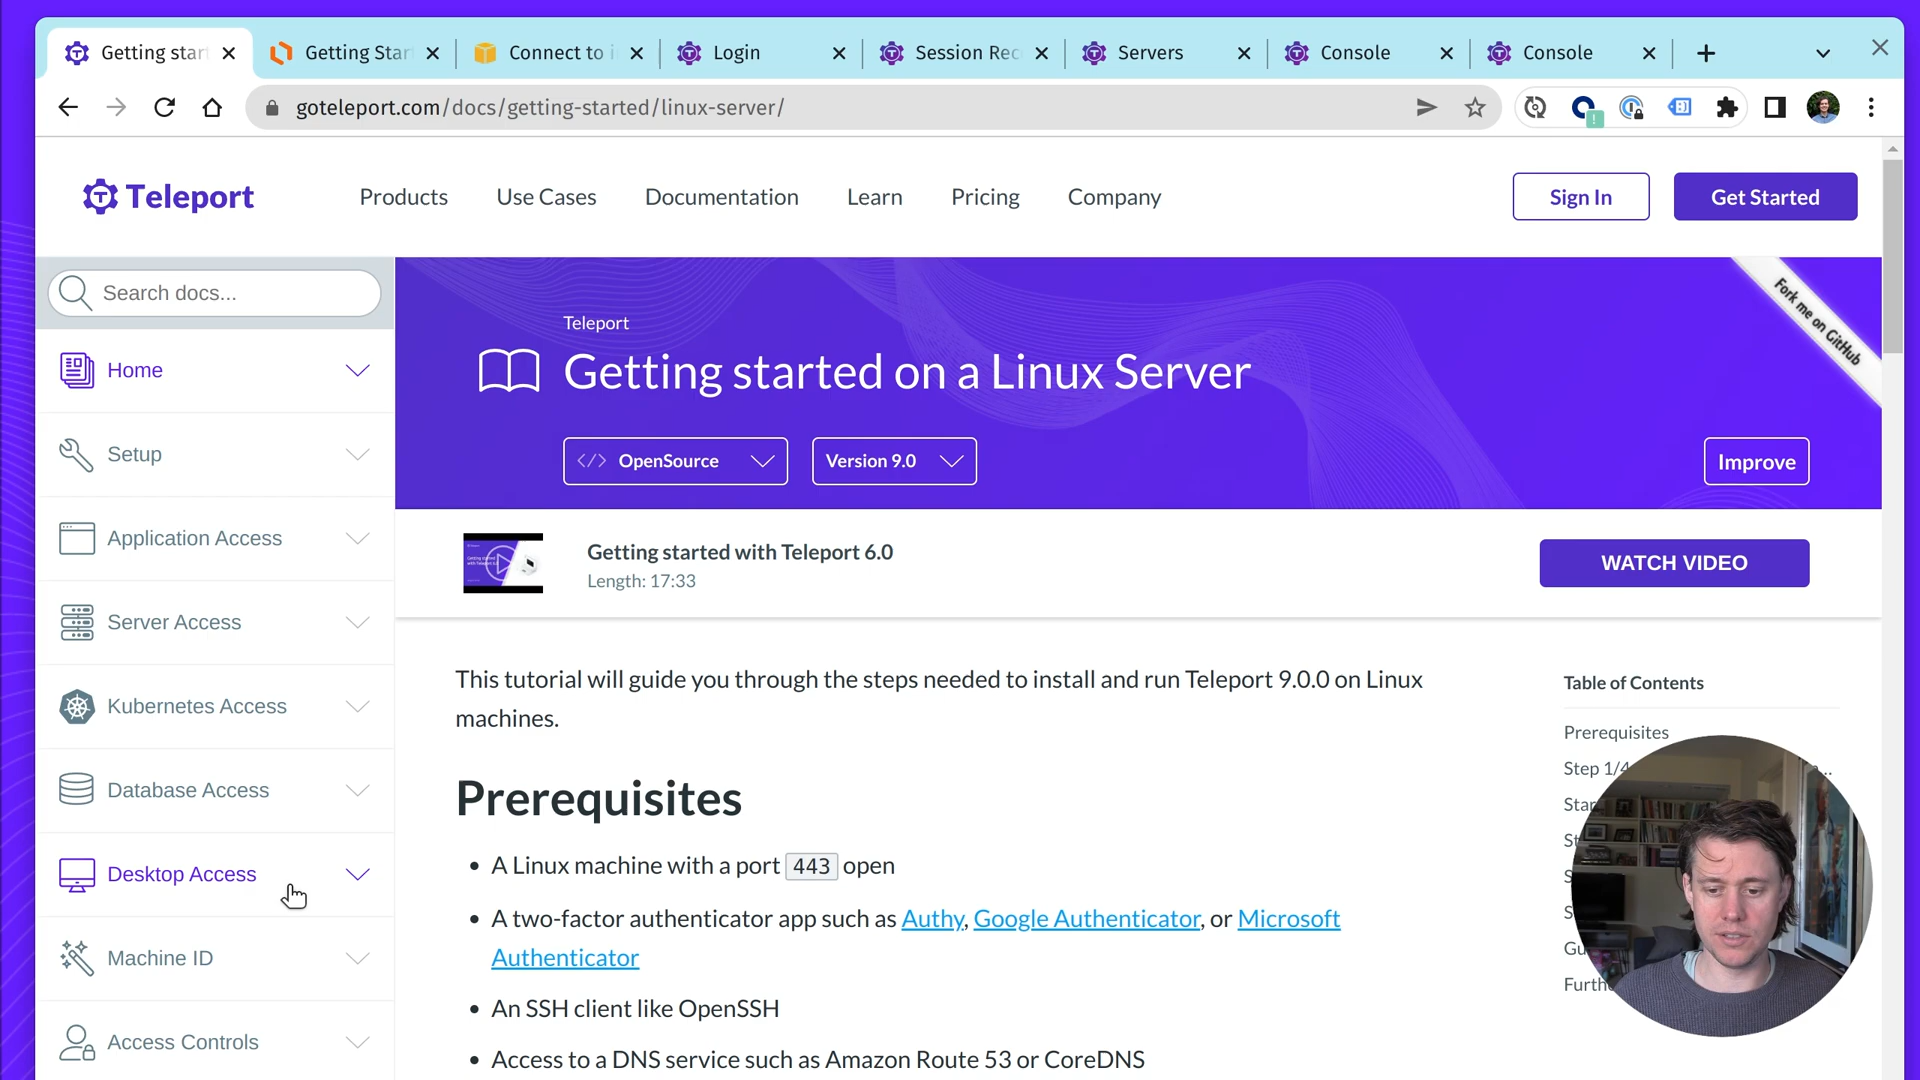 Getting star
Getting Star
Connect to i
Login
Session Rec
Servers
Console
Console
goteleport.com/docs/getting-started/linux-server/
Teleport
Products
Use Cases
Documentation
Learn
Pricing
Company
Sign In
Get Started
Search docs...
Home
Setup
Application Access
Server Access
Kubernetes Access
Database Access
Desktop Access
Machine ID
Access Controls
Fork me on GitHub
Teleport
Getting started on a Linux Server
</> OpenSource
Version 9.0
Improve
Getting started with Teleport 6.0
Length: 17:33
WATCH VIDEO
This tutorial will guide you through the steps needed to install and run Teleport 9.0.0 on Linux
machines.
Prerequisites
• A Linux machine with a port 443 open
• A two-factor authenticator app such as Authy, Google Authenticator, or Microsoft
Authenticator
• An SSH client like OpenSSH
• Access to a DNS service such as Amazon Route 53 or CoreDNS
Table of Contents
Prerequisites
Step 1/4
Star
St
S
S
Gu
Furth